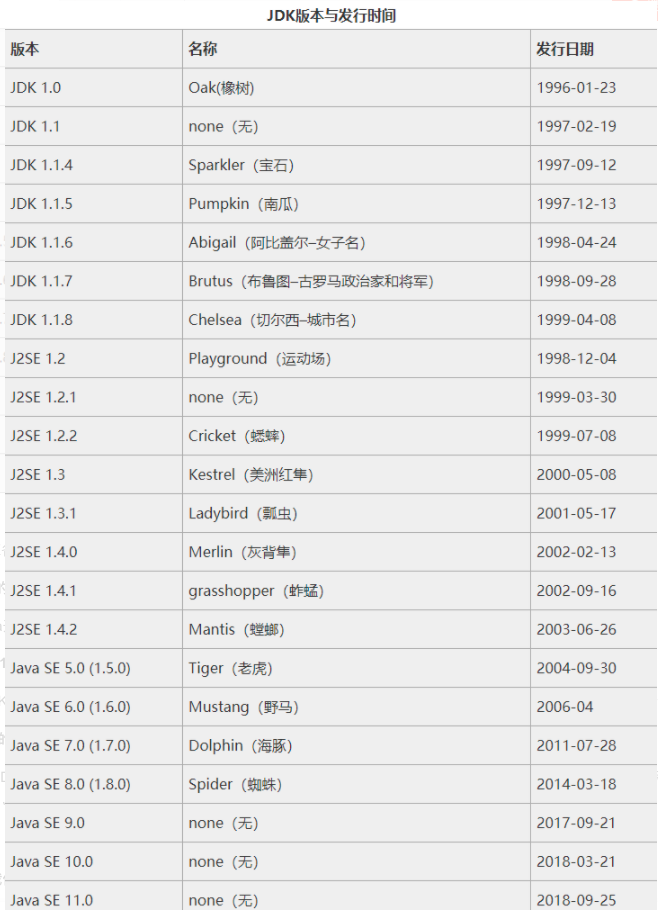 JDK版本与发行时间
版本 名称 发行日期
JDK 1.0 Oak(橡树) 1996-01-23
JDK 1.1 none（无） 1997-02-19
JDK 1.1.4 Sparkler（宝石） 1997-09-12
JDK 1.1.5 Pumpkin（南瓜） 1997-12-13
JDK 1.1.6 Abigail（阿比盖尔–女子名） 1998-04-24
JDK 1.1.7 Brutus（布鲁图–古罗马政治家和将军） 1998-09-28
JDK 1.1.8 Chelsea（切尔西–城市名） 1999-04-08
J2SE 1.2 Playground（运动场） 1998-12-04
J2SE 1.2.1 none（无） 1999-03-30
J2SE 1.2.2 Cricket（蟋蟀） 1999-07-08
J2SE 1.3 Kestrel（美洲红隼） 2000-05-08
J2SE 1.3.1 Ladybird（瓢虫） 2001-05-17
J2SE 1.4.0 Merlin（灰背隼） 2002-02-13
J2SE 1.4.1 grasshopper（蚱蜢） 2002-09-16
J2SE 1.4.2 Mantis（螳螂） 2003-06-26
Java SE 5.0 (1.5.0) Tiger（老虎） 2004-09-30
Java SE 6.0 (1.6.0) Mustang（野马） 2006-04
Java SE 7.0 (1.7.0) Dolphin（海豚） 2011-07-28
Java SE 8.0 (1.8.0) Spider（蜘蛛） 2014-03-18
Java SE 9.0 none（无） 2017-09-21
Java SE 10.0 none（无） 2018-03-21
Java SE 11.0 none（无） 2018-09-25